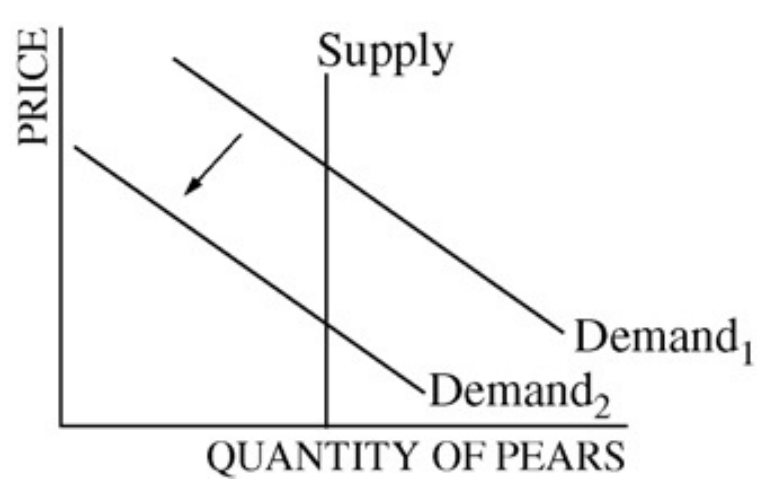 PRICE
Supply
Demand₁
Demand₂
QUANTITY OF PEARS